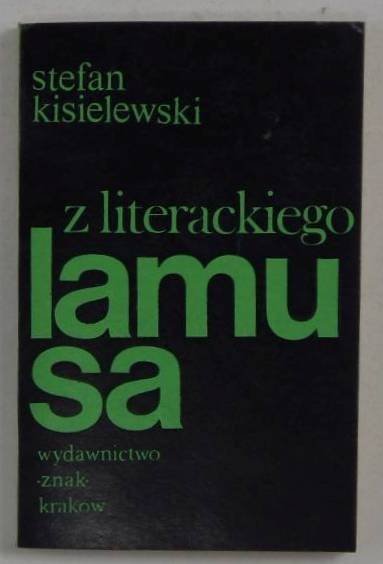 stefan
kisielewski
z literackiego
lamu
sa
wydawnictwo
·znak·
krakow